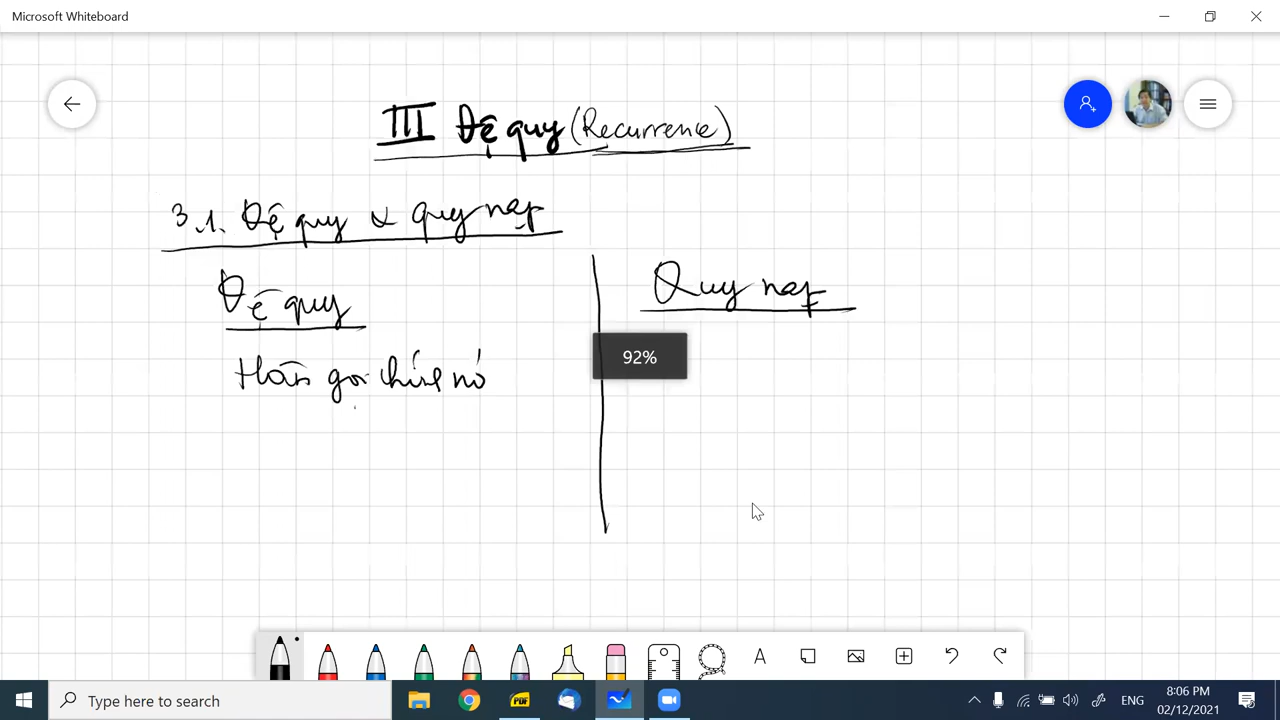 Microsoft Whiteboard
III Đệ quy (Recurrence)
3.1. Đệ quy & quy nạp
Đệ quy
Quy nạp
Hàm gọi chính nó
92%
A
Type here to search
PDF
ENG
8:06 PM
02/12/2021